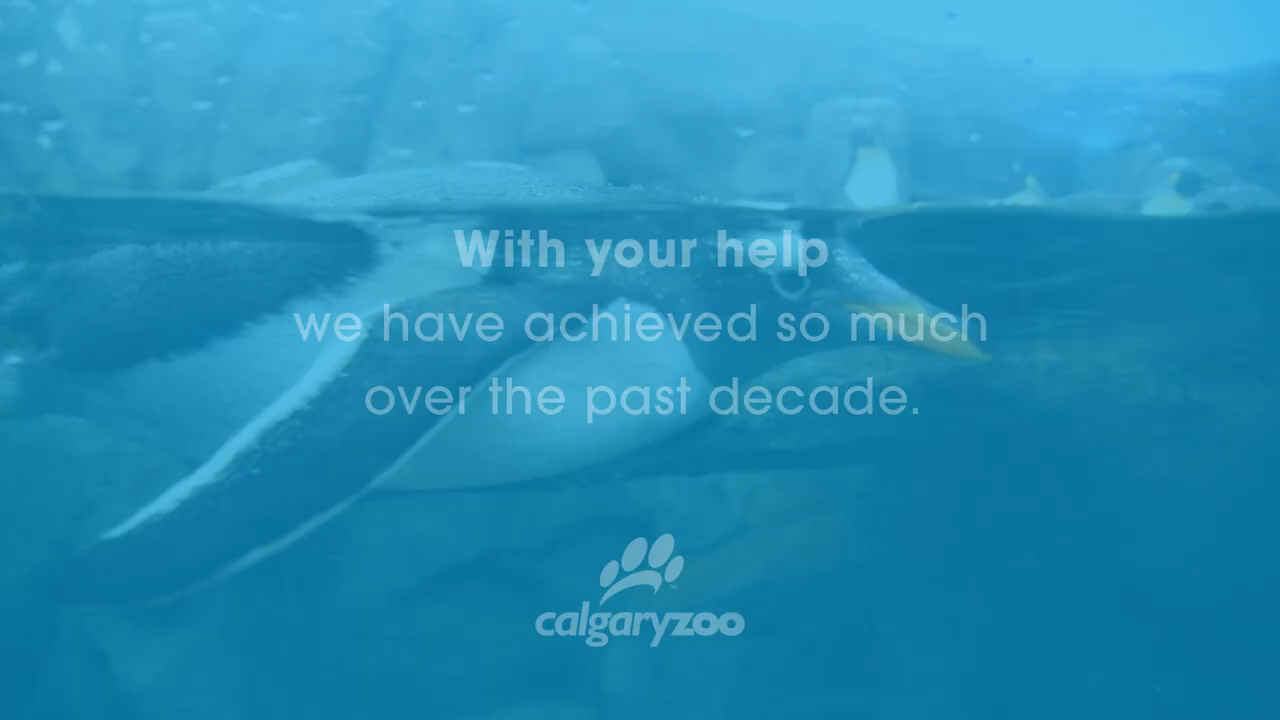 With your help
we have achieved so much
over the past decade.
calgaryzoo